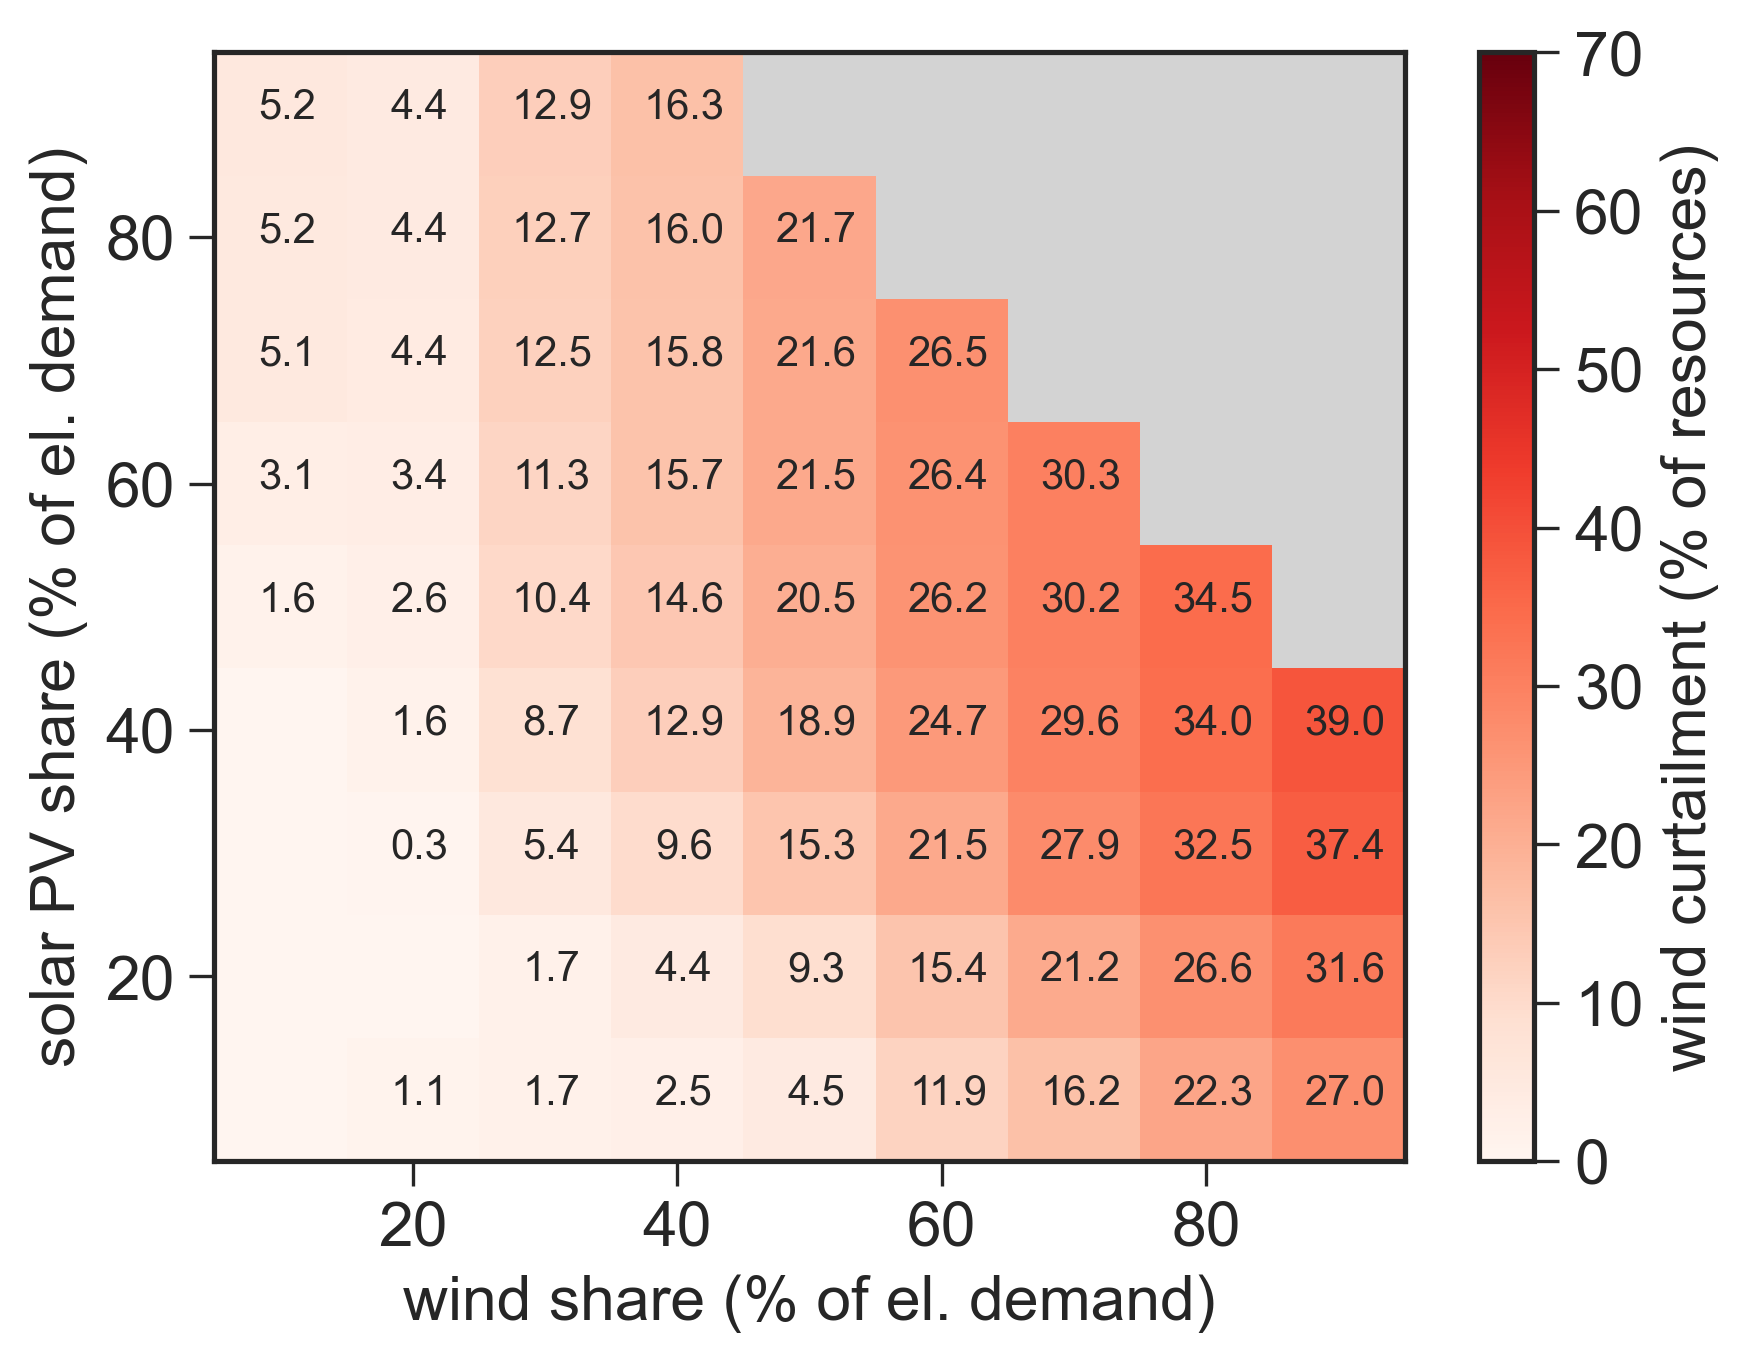 5.2 4.4 12.9 16.3
5.2 4.4 12.7 16.0 21.7
5.1 4.4 12.5 15.8 21.6 26.5
3.1 3.4 11.3 15.7 21.5 26.4 30.3
1.6 2.6 10.4 14.6 20.5 26.2 30.2 34.5
1.6 8.7 12.9 18.9 24.7 29.6 34.0 39.0
0.3 5.4 9.6 15.3 21.5 27.9 32.5 37.4
1.7 4.4 9.3 15.4 21.2 26.6 31.6
1.1 1.7 2.5 4.5 11.9 16.2 22.3 27.0
80
60
40
20
solar PV share (% of el. demand)
20 40 60 80
wind share (% of el. demand)
70
60
50
40
30
20
10
0
wind curtailment (% of resources)